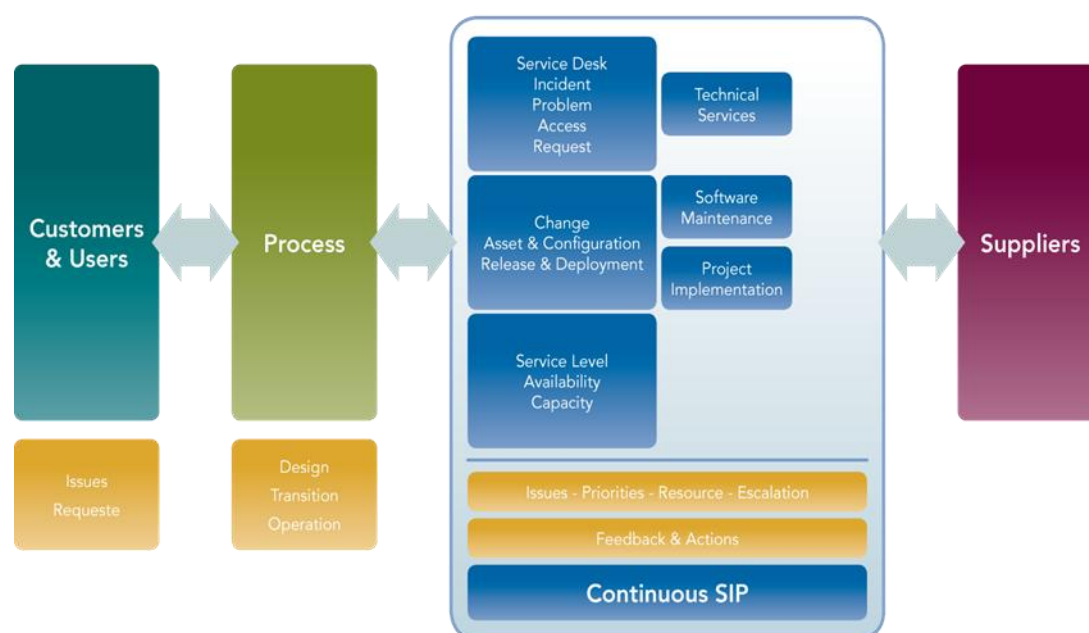 Customers
& Users
Issues
Requeste
Process
Design
Transition
Operation
Service Desk
Incident
Problem
Access
Request
Technical
Services
Change
Asset & Configuration
Release & Deployment
Software
Maintenance
Project
Implementation
Service Level
Availability
Capacity
Issues - Priorities - Resource - Escalation
Feedback & Actions
Continuous SIP
Suppliers